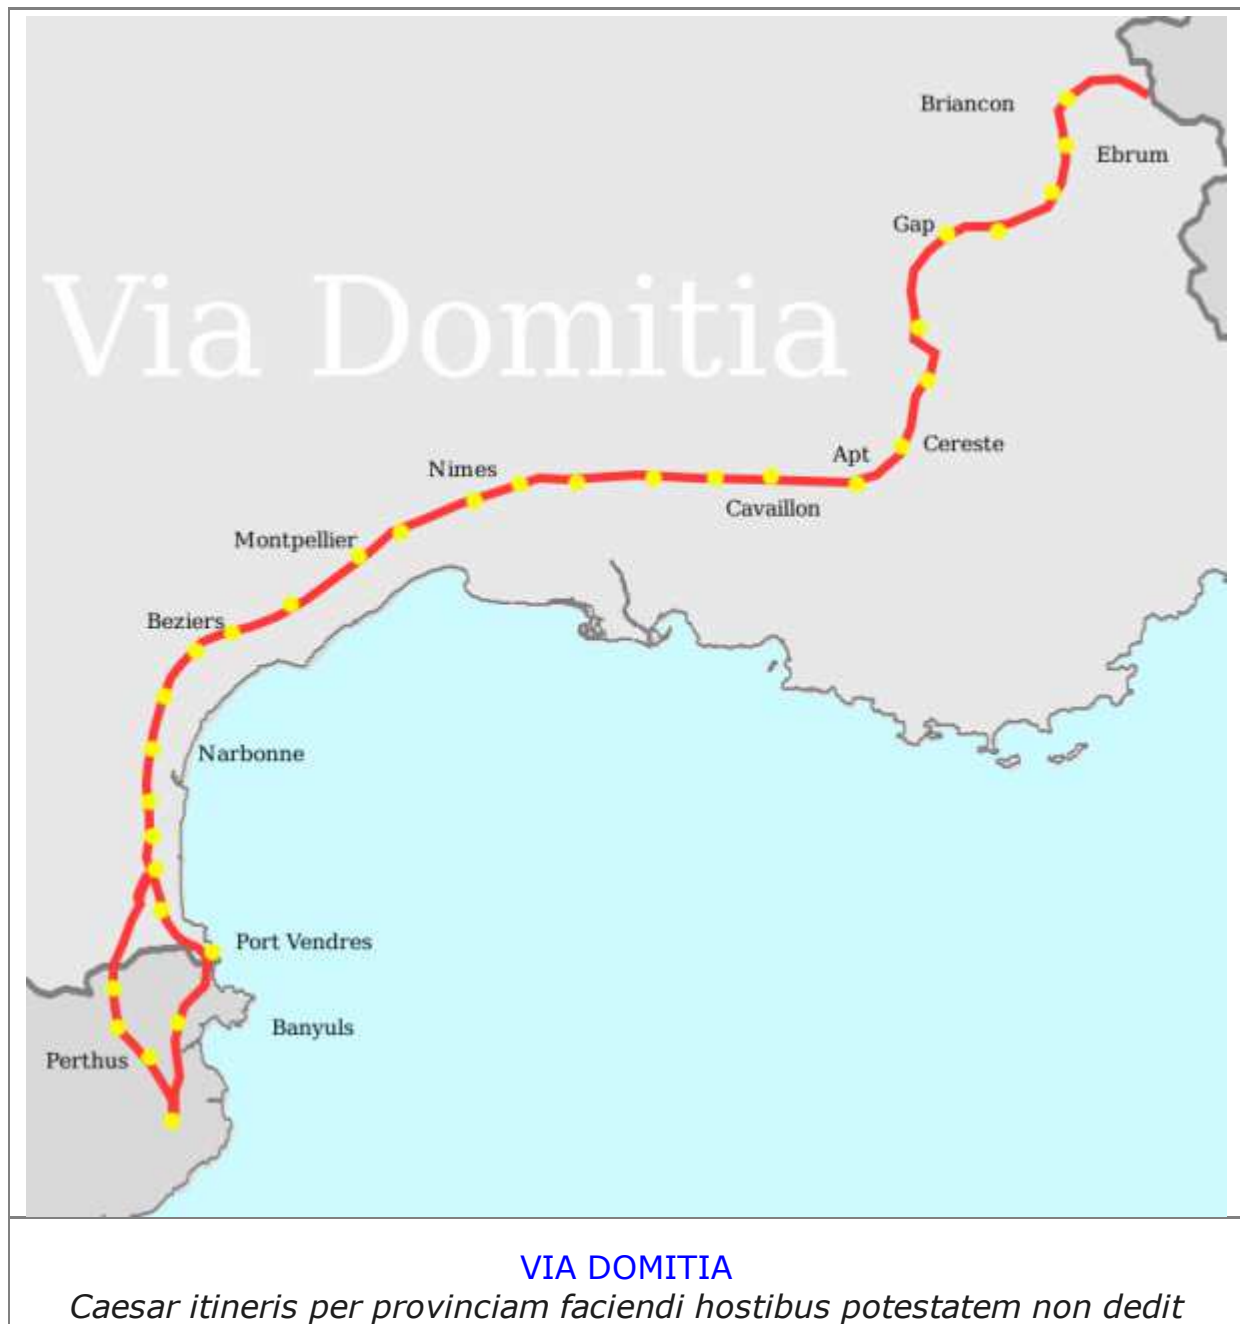 Briancon
Ebrum
Gap
Via Domitia
Cereste
Apt
Nimes
Cavaillon
Montpellier
Beziers
Narbonne
Port Vendres
Banyuls
Perthus
VIA DOMITIA
Caesar itineris per provinciam faciendi hostibus potestatem non dedit